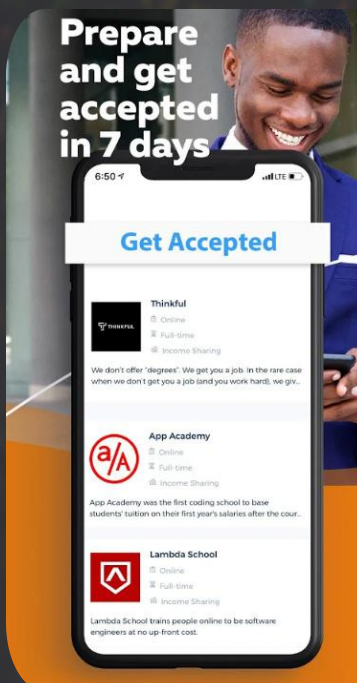 Prepare
and get
accepted
in 7 days
6:50
LTE
Get Accepted
THINKFUL
Thinkful
Online
Full-time
Income Sharing
We don't offer "degrees". We get you a job. In the rare case
when we don't get you a job (and you work hard), we giv...
a/A
App Academy
Online
Full-time
Income Sharing
App Academy was the first coding school to base
students' tuition on their first year's salaries after the cour...
Lambda School
Online
Full-time
Income Sharing
Lambda School trains people online to be software
engineers at no up-front cost.